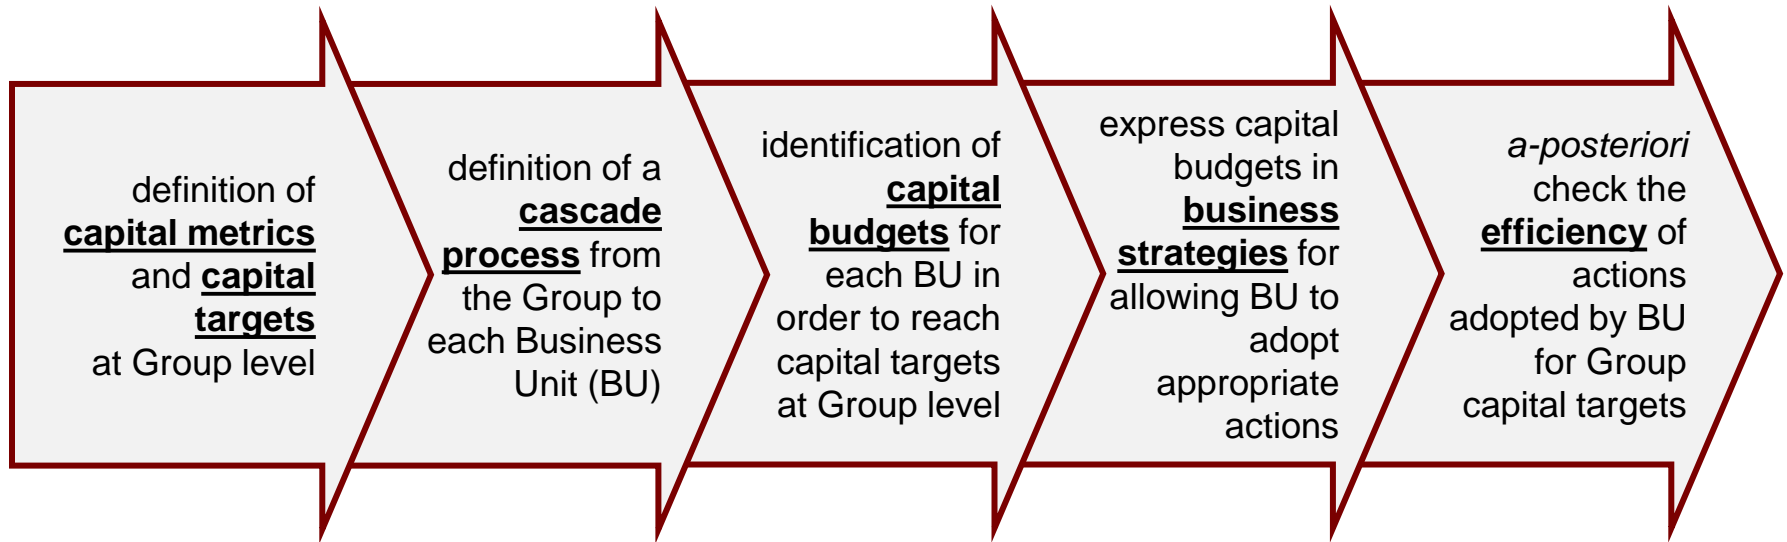 definition of
capital metrics
and capital
targets
at Group level
definition of a
cascade
process from
the Group to
each Business
Unit (BU)
identification of
capital
budgets for
each BU in
order to reach
capital targets
at Group level
express capital
budgets in
business
strategies for
allowing BU to
adopt
appropriate
actions
a-posteriori
check the
efficiency of
actions
adopted by BU
for Group
capital targets